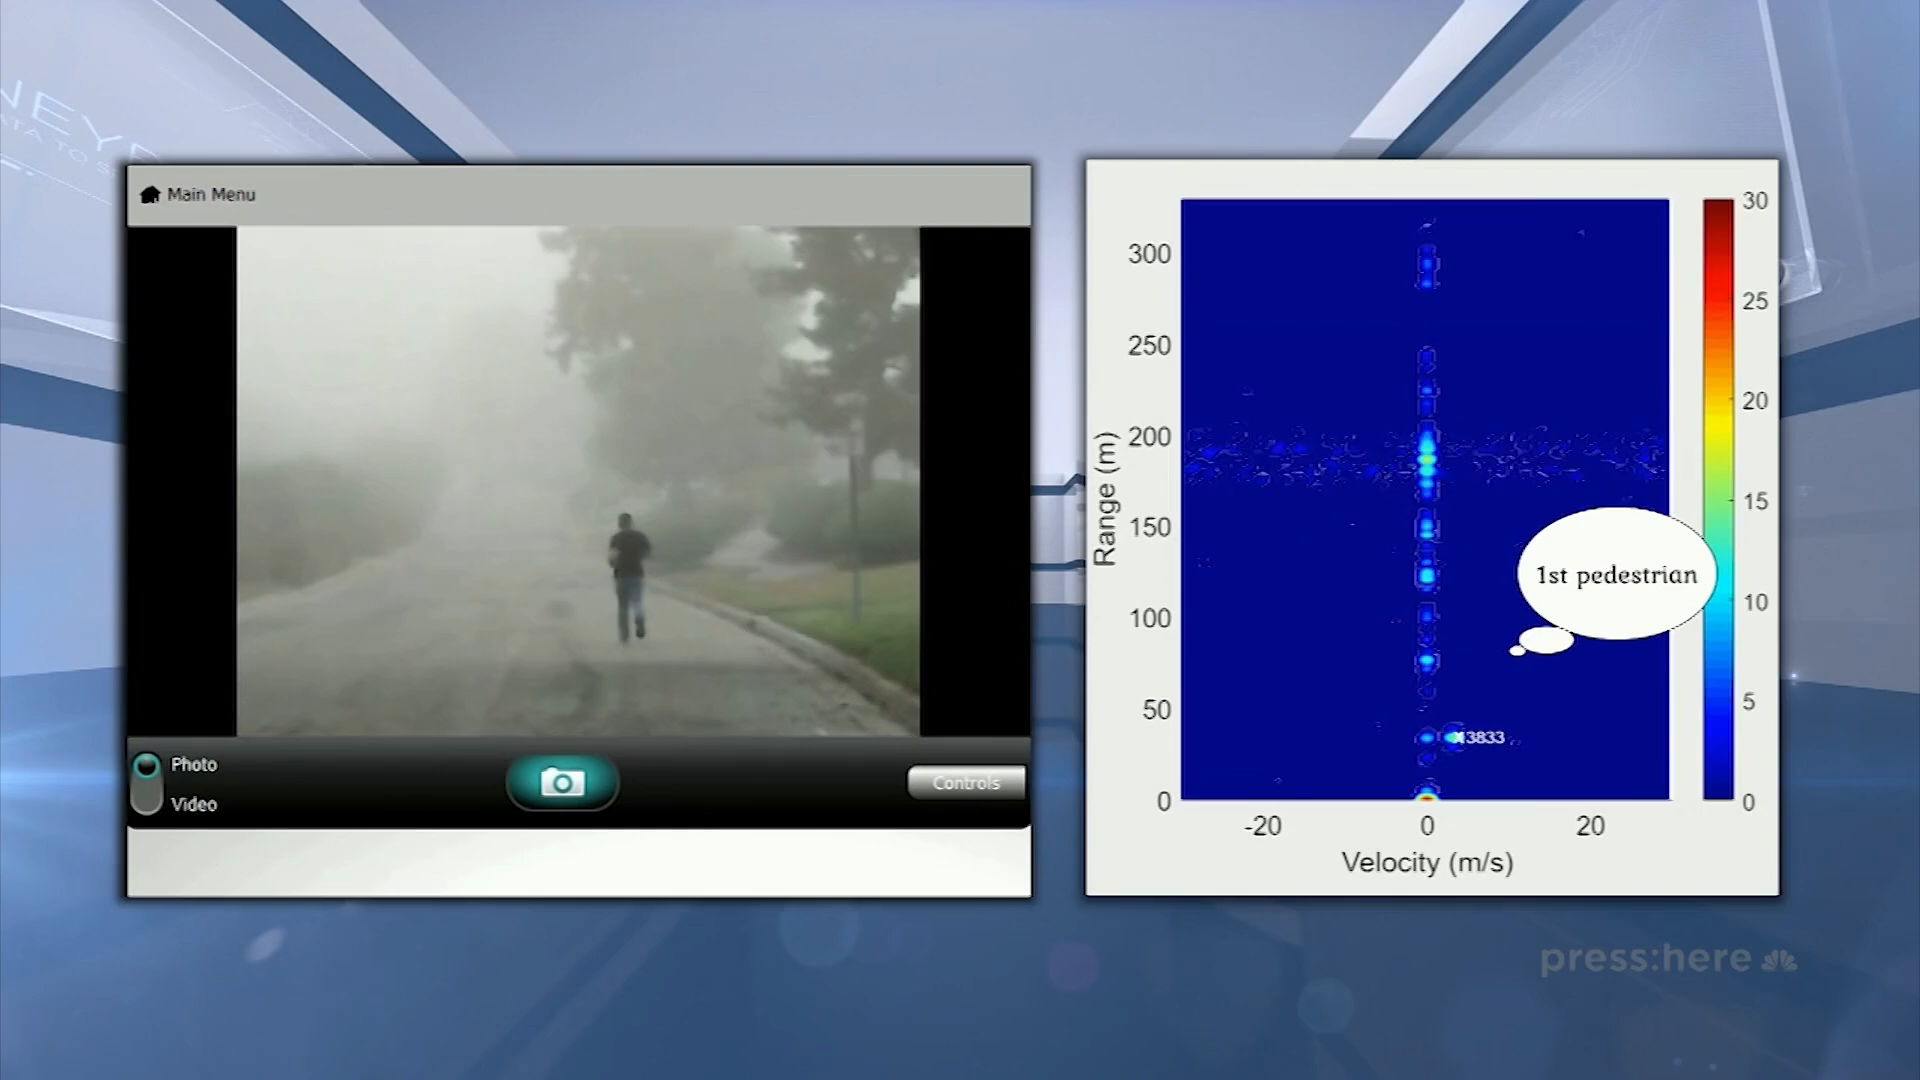 Main Menu
Photo
Video
Controls
300
250
200
150
100
50
0
-20
0
20
Range (m)
Velocity (m/s)
1st pedestrian
30
25
20
15
10
5
0
press:here